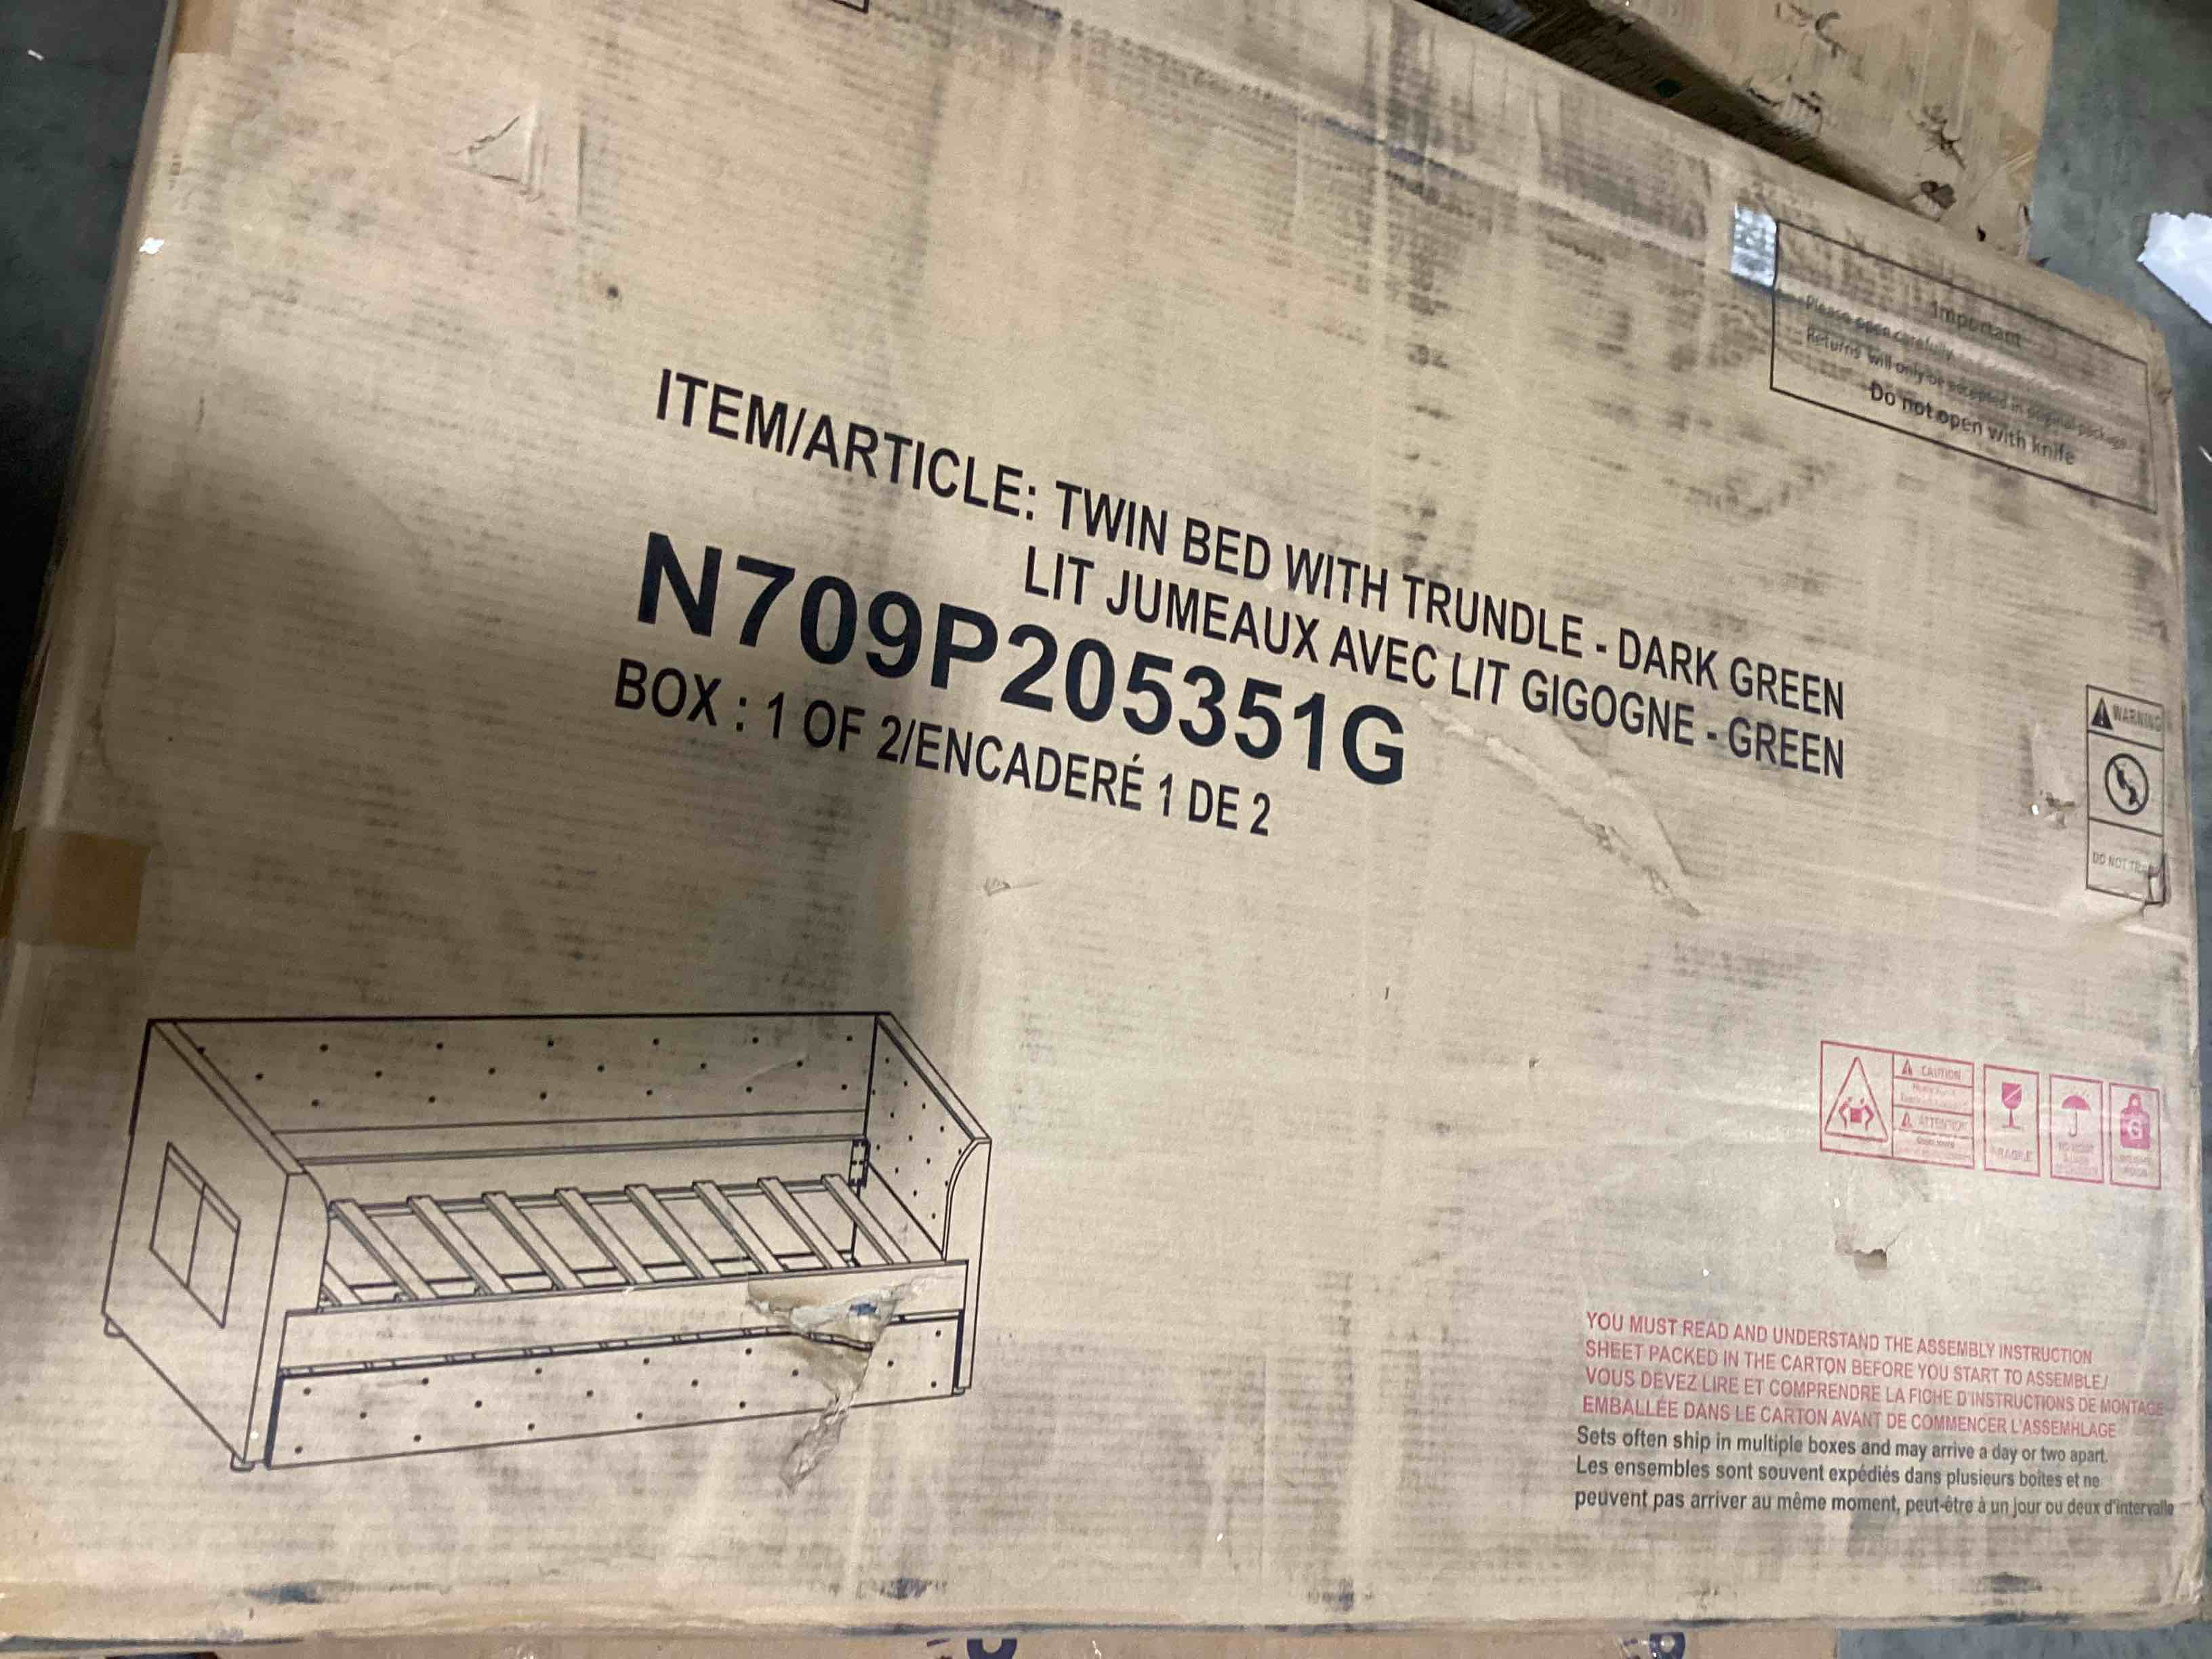 Important
Please open carefully
Returns will only be accepted in original package
Do not open with knife
ITEM/ARTICLE: TWIN BED WITH TRUNDLE - DARK GREEN
LIT JUMEAUX AVEC LIT GIGOGNE - GREEN
N709P205351G
BOX : 1 OF 2/ENCADERÉ 1 DE 2
WARNING
DO NOT
CAUTION
ATTENTION
FRAGILE
YOU MUST READ AND UNDERSTAND THE ASSEMBLY INSTRUCTION
SHEET PACKED IN THE CARTON BEFORE YOU START TO ASSEMBLE/
VOUS DEVEZ LIRE ET COMPRENDRE LA FICHE D'INSTRUCTIONS DE MONTAGE
EMBALLÉE DANS LE CARTON AVANT DE COMMENCER L'ASSEMHLAGE
Sets often ship in multiple boxes and may arrive a day or two apart.
Les ensembles sont souvent expédiés dans plusieurs boîtes et ne
peuvent pas arriver au même moment, peut-être à un jour ou deux d'intervalle